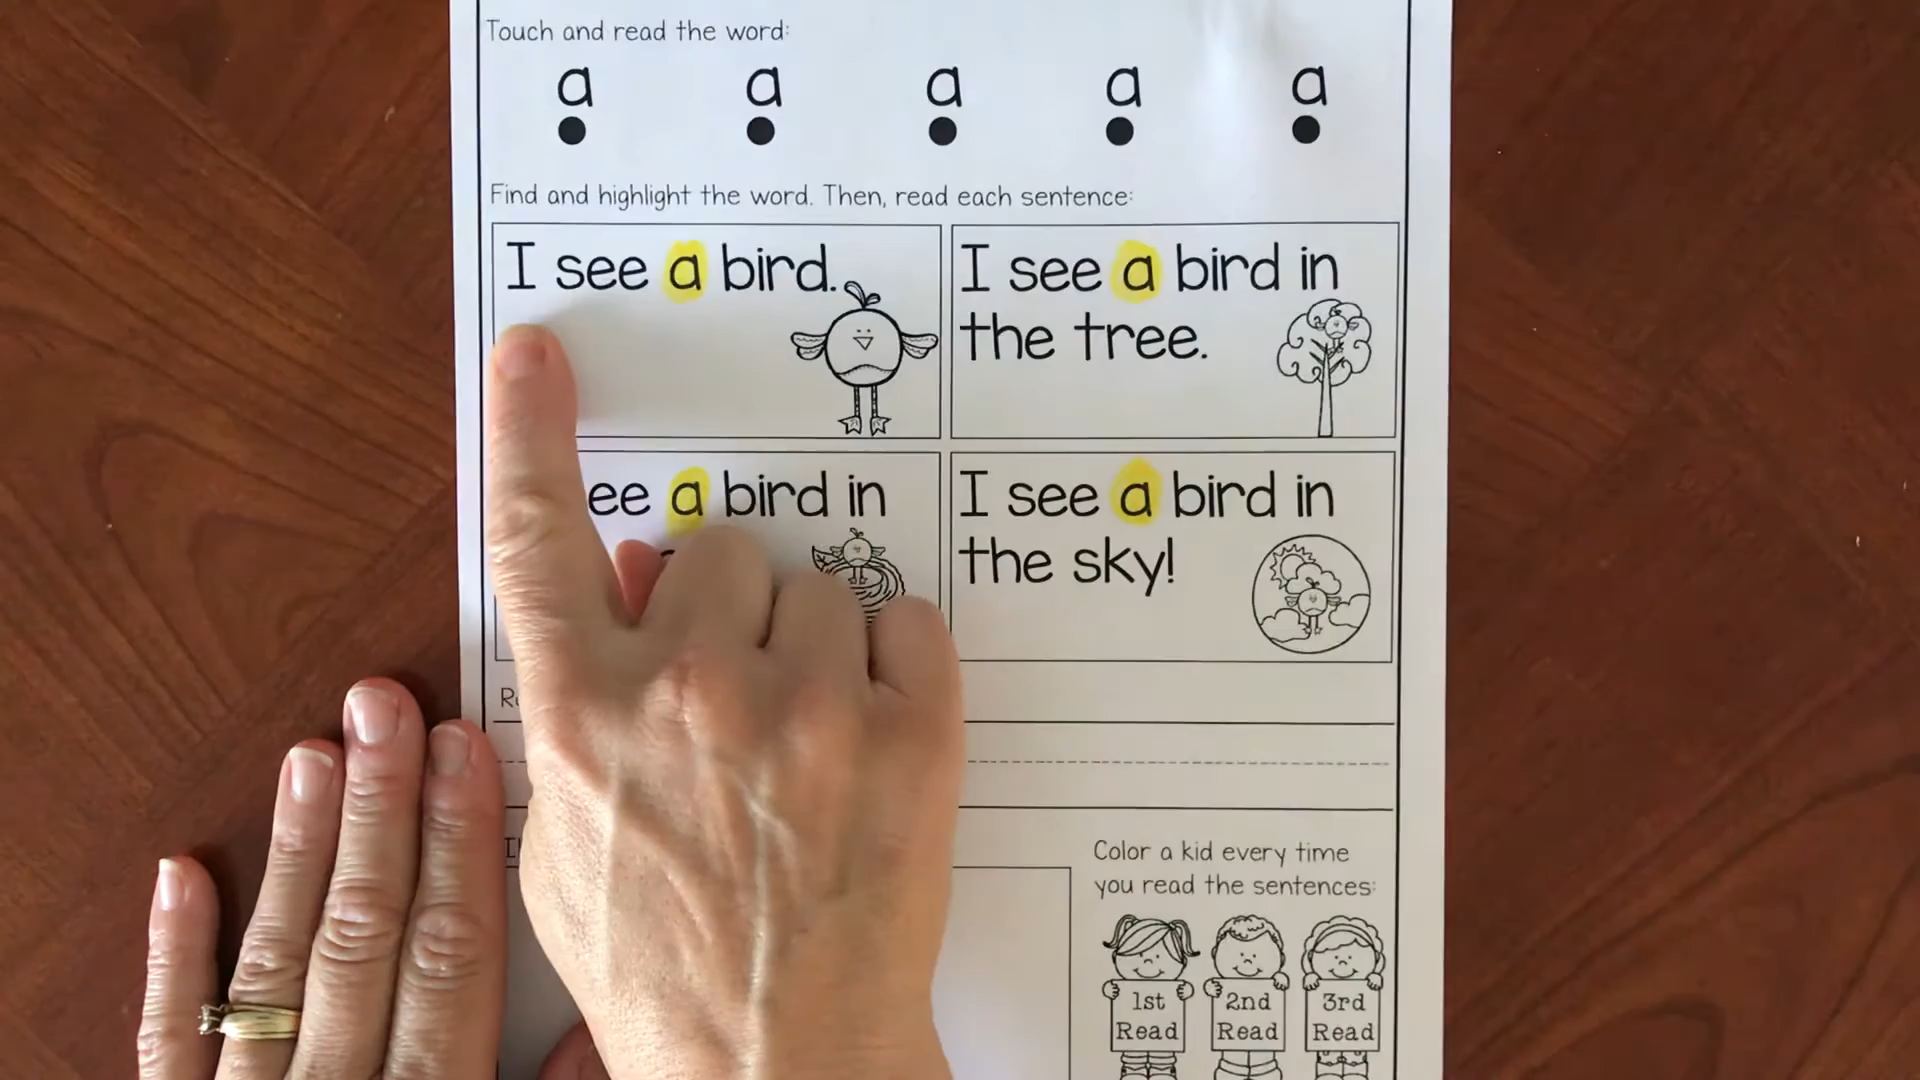 Touch and read the word:
a a a a a
Find and highlight the word. Then, read each sentence:
I see a bird.
I see a bird in
the tree.
a bird in
I see a bird in
the sky!
Color a kid every time
you read the sentences:
1st
Read
2nd
Read
3rd
Read